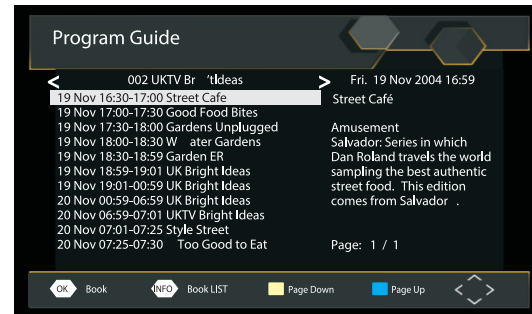 Program Guide
< 002 UKTV Br 'tIdeas >
Fri. 19 Nov 2004 16:59
19 Nov 16:30-17:00 Street Cafe
19 Nov 17:00-17:30 Good Food Bites
19 Nov 17:30-18:00 Gardens Unplugged
19 Nov 18:00-18:30 W ater Gardens
19 Nov 18:30-18:59 Garden ER
19 Nov 18:59-19:01 UK Bright Ideas
19 Nov 19:01-00:59 UK Bright Ideas
20 Nov 00:59-06:59 UK Bright Ideas
20 Nov 06:59-07:01 UKTV Bright Ideas
20 Nov 07:01-07:25 Style Street
20 Nov 07:25-07:30 Too Good to Eat
Street Café
Amusement
Salvador: Series in which
Dan Roland travels the world
sampling the best authentic
street food. This edition
comes from Salvador .
Page: 1 / 1
OK Book INFO Book LIST Page Down Page Up